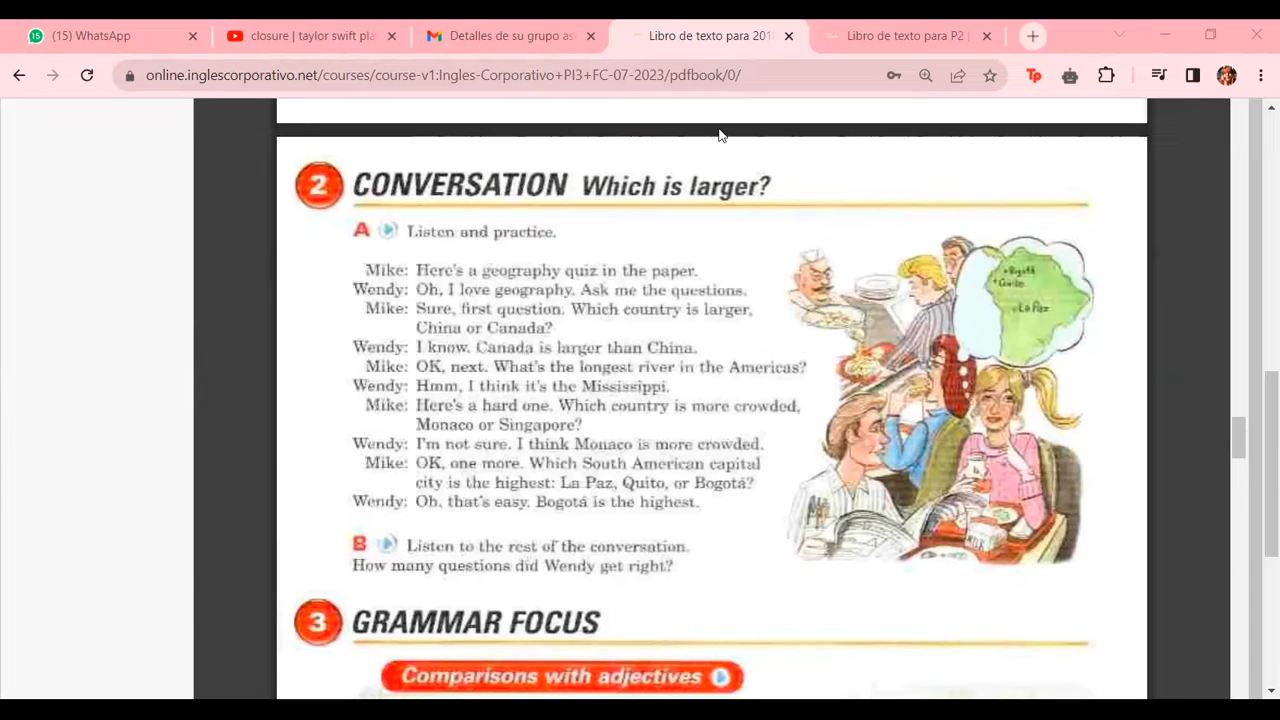 (15) WhatsApp
closure | taylor swift pla
Detalles de su grupo as
Libro de texto para 201
Libro de texto para P2 |
online.inglescorporativo.net/courses/course-v1:Ingles-Corporativo+PI3+FC-07-2023/pdfbook/0/
Tp
2 CONVERSATION Which is larger?
A Listen and practice.
Mike: Here's a geography quiz in the paper.
Wendy: Oh, I love geography. Ask me the questions.
Mike: Sure, first question. Which country is larger,
China or Canada?
Wendy: I know. Canada is larger than China.
Mike: OK, next. What's the longest river in the Americas?
Wendy: Hmm, I think it's the Mississippi.
Mike: Here's a hard one. Which country is more crowded,
Monaco or Singapore?
Wendy: I'm not sure. I think Monaco is more crowded.
Mike: OK, one more. Which South American capital
city is the highest: La Paz, Quito, or Bogotá?
Wendy: Oh, that's easy. Bogotá is the highest.
Bogotá
Quito
La Paz
MILK
B Listen to the rest of the conversation.
How many questions did Wendy get right?
3 GRAMMAR FOCUS
Comparisons with adjectives